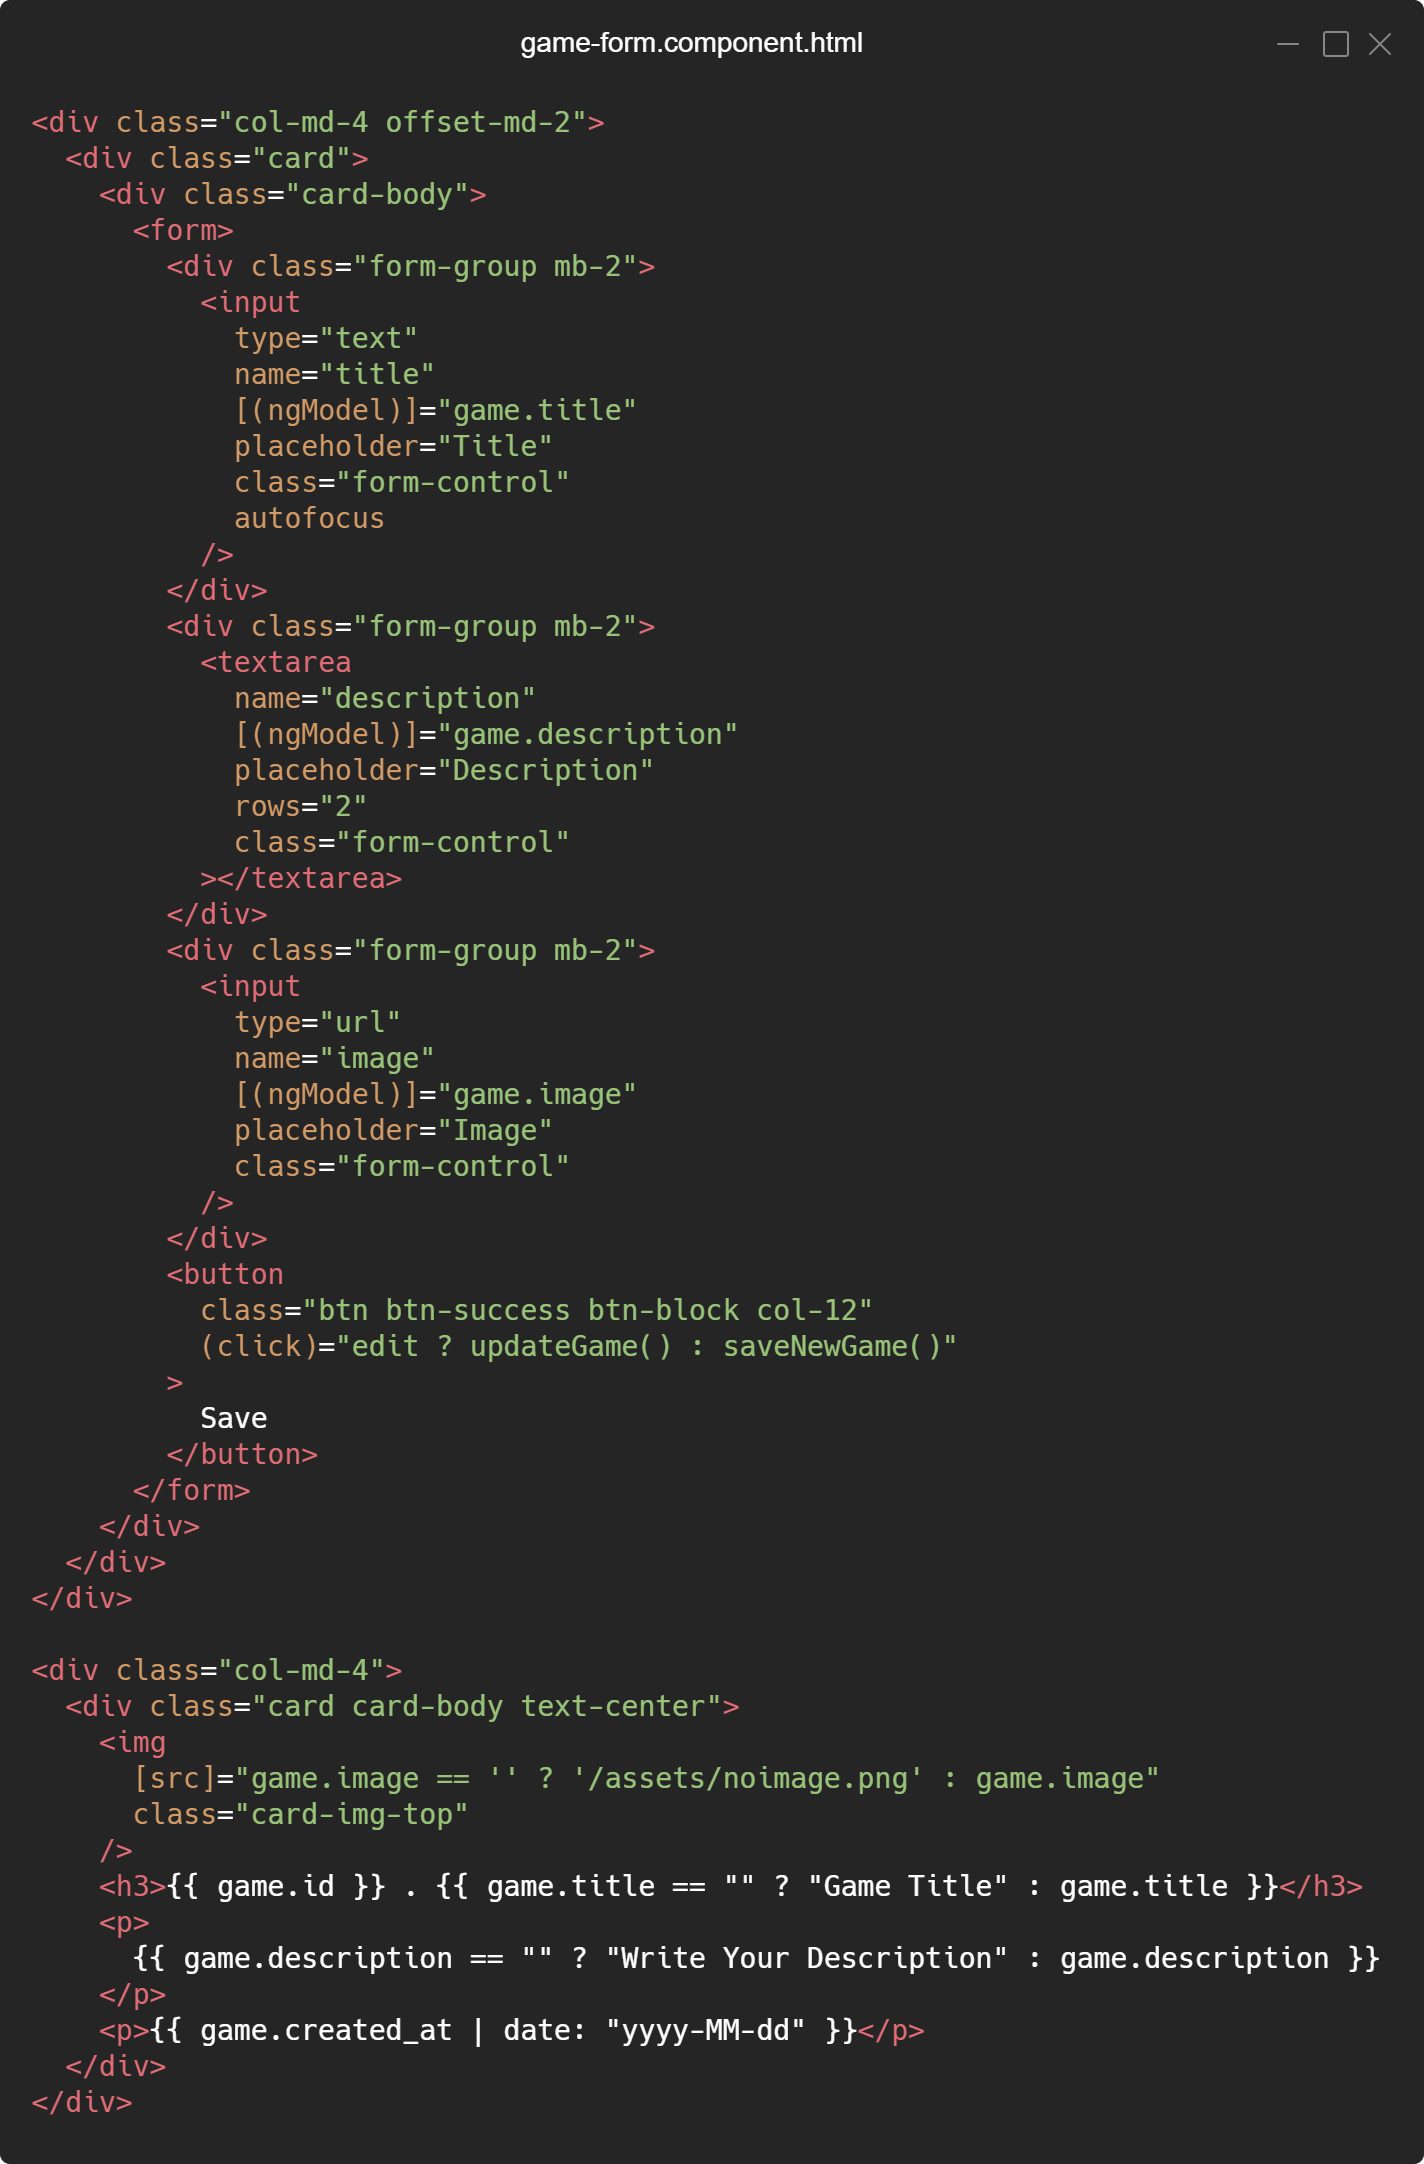 game-form.component.html
<div class="col-md-4 offset-md-2">
  <div class="card">
    <div class="card-body">
      <form>
        <div class="form-group mb-2">
          <input
            type="text"
            name="title"
            [(ngModel)]="game.title"
            placeholder="Title"
            class="form-control"
            autofocus
          />
        </div>
        <div class="form-group mb-2">
          <textarea
            name="description"
            [(ngModel)]="game.description"
            placeholder="Description"
            rows="2"
            class="form-control"
          ></textarea>
        </div>
        <div class="form-group mb-2">
          <input
            type="url"
            name="image"
            [(ngModel)]="game.image"
            placeholder="Image"
            class="form-control"
          />
        </div>
        <button
          class="btn btn-success btn-block col-12"
          (click)="edit ? updateGame() : saveNewGame()"
        >
          Save
        </button>
      </form>
    </div>
  </div>
</div>

<div class="col-md-4">
  <div class="card card-body text-center">
    <img
      [src]="game.image == '' ? '/assets/noimage.png' : game.image"
      class="card-img-top"
    />
    <h3>{{ game.id }} . {{ game.title == "" ? "Game Title" : game.title }}</h3>
    <p>
      {{ game.description == "" ? "Write Your Description" : game.description }}
    </p>
    <p>{{ game.created_at | date: "yyyy-MM-dd" }}</p>
  </div>
</div>